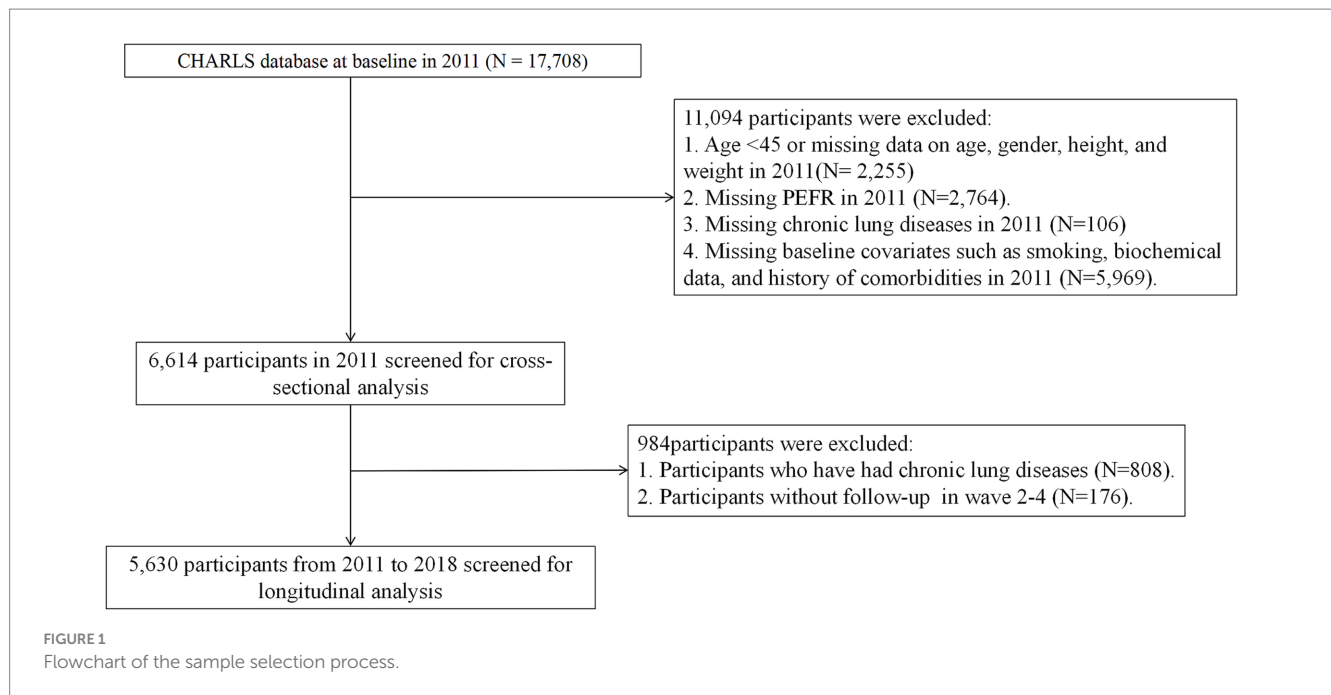 CHARLS database at baseline in 2011 (N = 17,708)
11,094 participants were excluded:
1. Age <45 or missing data on age, gender, height, and
weight in 2011(N= 2,255)
2. Missing PEFR in 2011 (N=2,764).
3. Missing chronic lung diseases in 2011 (N=106)
4. Missing baseline covariates such as smoking, biochemical
data, and history of comorbidities in 2011 (N=5,969).
6,614 participants in 2011 screened for cross-
sectional analysis
984participants were excluded:
1. Participants who have had chronic lung diseases (N=808).
2. Participants without follow-up in wave 2-4 (N=176).
5,630 participants from 2011 to 2018 screened for
longitudinal analysis
FIGURE 1
Flowchart of the sample selection process.